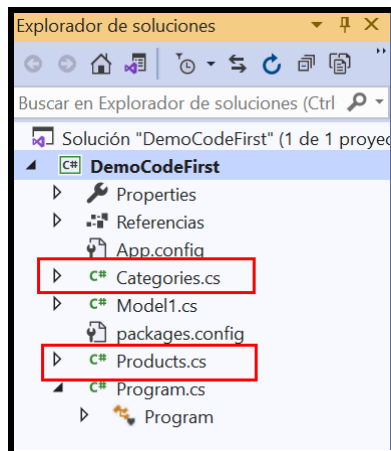 Explorador de soluciones
Buscar en Explorador de soluciones (Ctrl
Solución "DemoCodeFirst" (1 de 1 proyec
C# DemoCodeFirst
Properties
Referencias
App.config
C# Categories.cs
C# Model1.cs
packages.config
C# Products.cs
C# Program.cs
Program